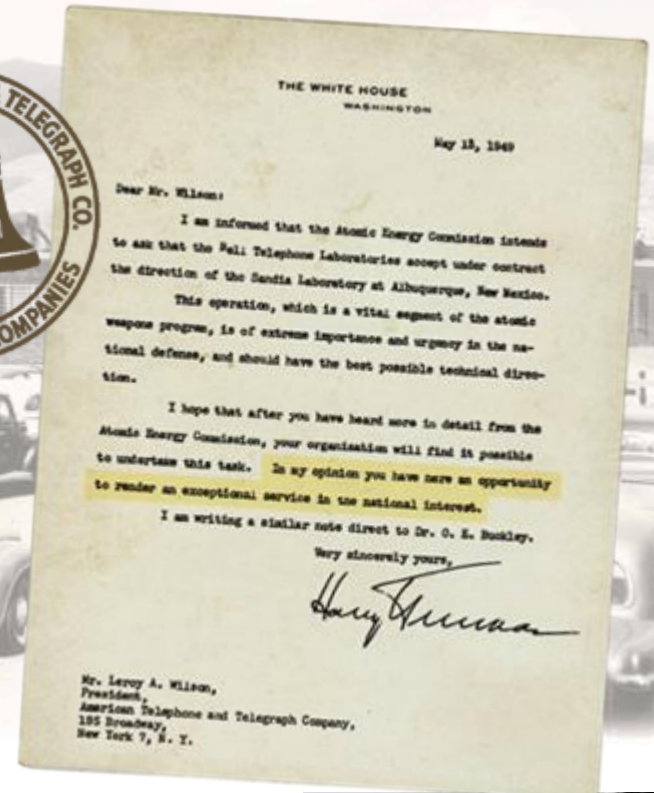 TELEGRAPH CO.
COMPANIES
THE WHITE HOUSE
WASHINGTON
May 13, 1949
Dear Mr. Wilson:
I am informed that the Atomic Energy Commission intends
to ask that the Bell Telephone Laboratories accept under contract
the direction of the Sandia Laboratory at Albuquerque, New Mexico.
This operation, which is a vital segment of the atomic
weapons program, is of extreme importance and urgency in the na-
tional defense, and should have the best possible technical direc-
tion.
I hope that after you have heard more in detail from the
Atomic Energy Commission, your organization will find it possible
to undertake this task. In my opinion you have here an opportunity
to render an exceptional service in the national interest.
I am writing a similar note direct to Dr. O. E. Buckley.
Very sincerely yours,
Harry Truman
Mr. Leroy A. Wilson,
President,
American Telephone and Telegraph Company,
195 Broadway,
New York 7, N. Y.